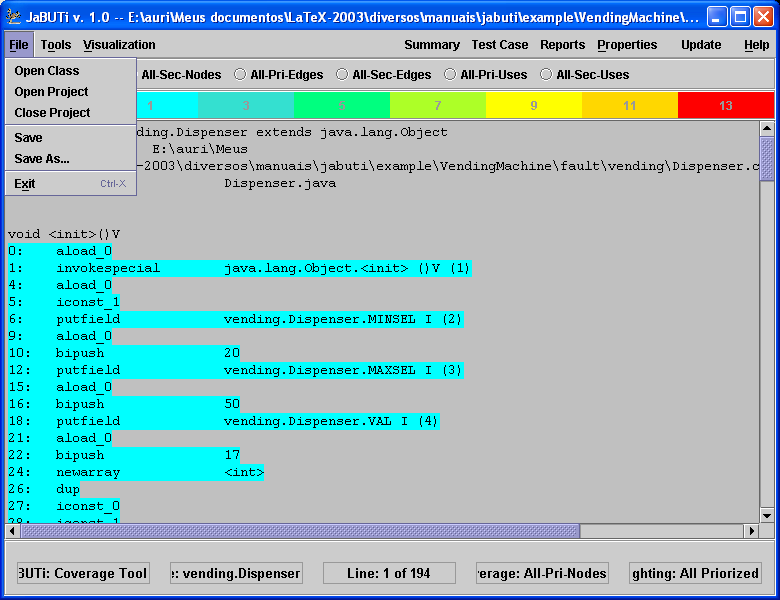 JaBUTi v. 1.0 -- E:\auri\Meus documentos\LaTeX-2003\diversos\manuais\jabuti\example\VendingMachine\...
File Tools Visualization Summary Test Case Reports Properties Update Help
Open Class
Open Project
Close Project
Save
Save As...
Exit Ctrl-X
All-Sec-Nodes All-Pri-Edges All-Sec-Edges All-Pri-Uses All-Sec-Uses
1 3 5 7 9 11 13
ding.Dispenser extends java.lang.Object
E:\auri\Meus
-2003\diversos\manuais\jabuti\example\VendingMachine\fault\vending\Dispenser.c
Dispenser.java
void <init>()V
0: aload_0
1: invokespecial java.lang.Object.<init> ()V (1)
4: aload_0
5: iconst_1
6: putfield vending.Dispenser.MINSEL I (2)
9: aload_0
10: bipush 20
12: putfield vending.Dispenser.MAXSEL I (3)
15: aload_0
16: bipush 50
18: putfield vending.Dispenser.VAL I (4)
21: aload_0
22: bipush 17
24: newarray <int>
26: dup
27: iconst_0
28: iconst_1
BUTi: Coverage Tool e: vending.Dispenser Line: 1 of 194 verage: All-Pri-Nodes ghting: All Priorized